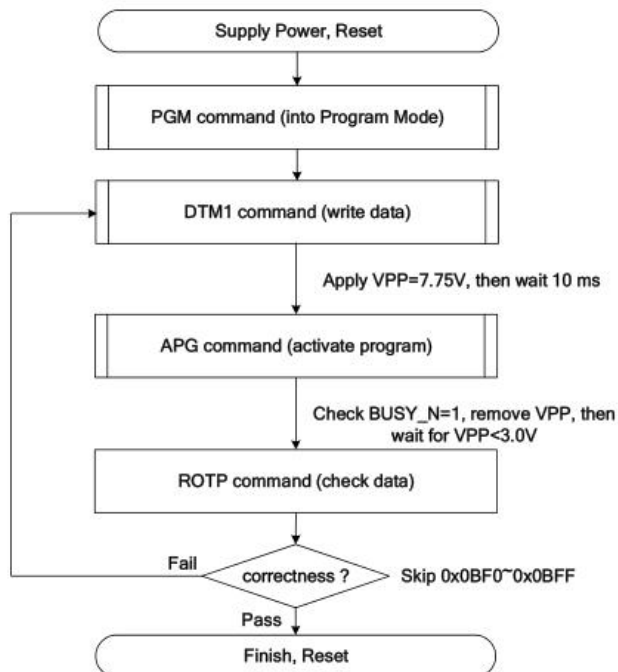 Supply Power, Reset
PGM command (into Program Mode)
DTM1 command (write data)
Apply VPP=7.75V, then wait 10 ms
APG command (activate program)
Check BUSY_N=1, remove VPP, then
wait for VPP<3.0V
ROTP command (check data)
Fail
correctness ?
Skip 0x0BF0~0x0BFF
Pass
Finish, Reset